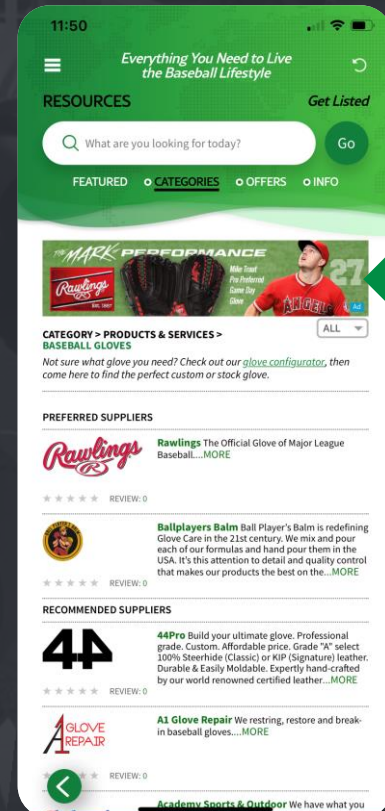 11:50
Everything You Need to Live
the Baseball Lifestyle
RESOURCES
Get Listed
What are you looking for today?
Go
FEATURED
CATEGORIES
OFFERS
INFO
THE MARK OF PERFORMANCE
Rawlings
EST. 1887
Mike Trout
Pro Preferred
Game Day
Glove
ANGELS
27
Ad
CATEGORY > PRODUCTS & SERVICES >
BASEBALL GLOVES
ALL
Not sure what glove you need? Check out our glove configurator, then
come here to find the perfect custom or stock glove.
PREFERRED SUPPLIERS
Rawlings
Rawlings The Official Glove of Major League
Baseball....MORE
REVIEW: 0
Ballplayers Balm Ball Player's Balm is redefining
Glove Care in the 21st century. We mix and pour
each of our formulas and hand pour them in the
USA. It's this attention to detail and quality control
that makes our products the best on the...MORE
REVIEW: 0
RECOMMENDED SUPPLIERS
44
44Pro Build your ultimate glove. Professional
grade. Custom. Affordable price. Grade "A" select
100% Steerhide (Classic) or KIP (Signature) leather.
Durable & Easily Moldable. Expertly hand-crafted
by our world renowned certified leather...MORE
REVIEW: 0
A1 GLOVE
REPAIR
A1 Glove Repair We restring, restore and break-
in baseball gloves....MORE
REVIEW: 0
Academy Sports & Outdoor We have what you